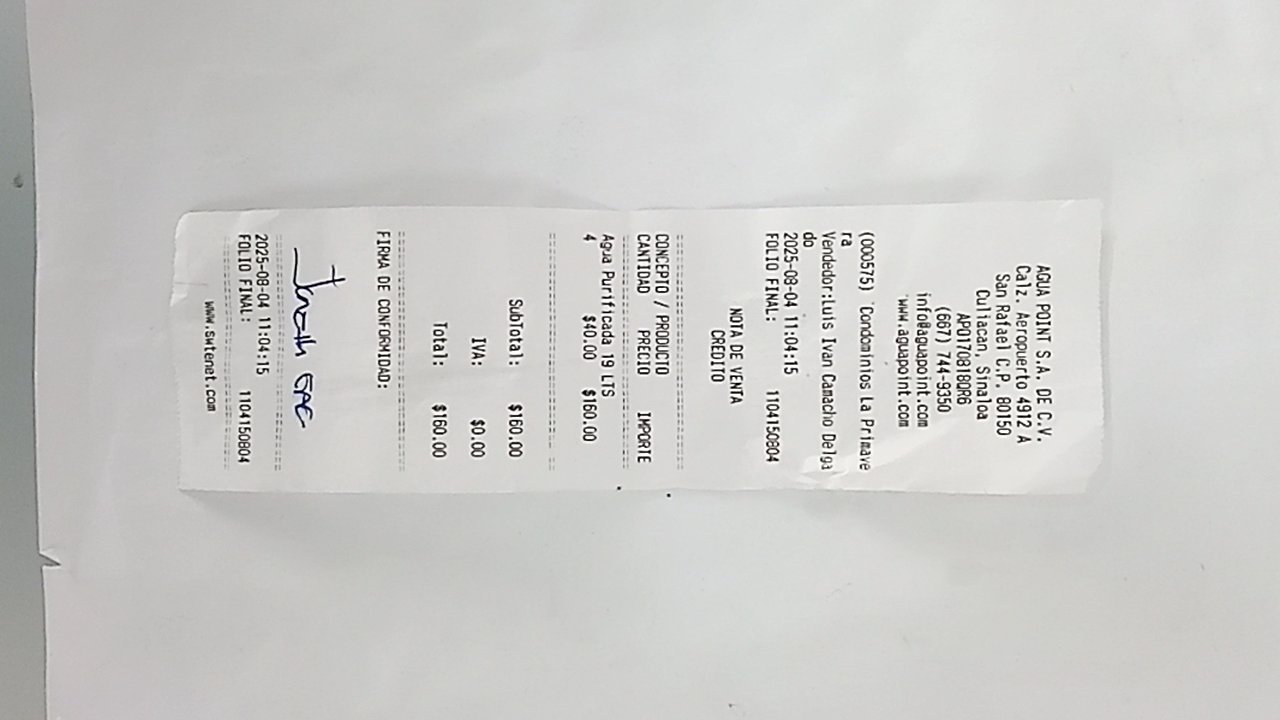 AGUA POINT S.A. DE C.V.
Calz. Aeropuerto 4912 A
San Rafael C.P. 80150
Culiacan, Sinaloa
APO170818QR6
(667) 744-9350
info@aguapoint.com
www.aguapoint.com
(000575) Condominios La Primave
ra
Vendedor:Luis Ivan Camacho Delga
do
2025-08-04 11:04:15
FOLIO FINAL: 1104150804
NOTA DE VENTA
CREDITO
CONCEPTO / PRODUCTO
CANTIDAD PRECIO IMPORTE
Agua Purificada 19 LTS
4 $40.00 $160.00
SubTotal: $160.00
IVA: $0.00
Total: $160.00
FIRMA DE CONFORMIDAD:
2025-08-04 11:04:15
FOLIO FINAL: 1104150804
www.swtenet.com